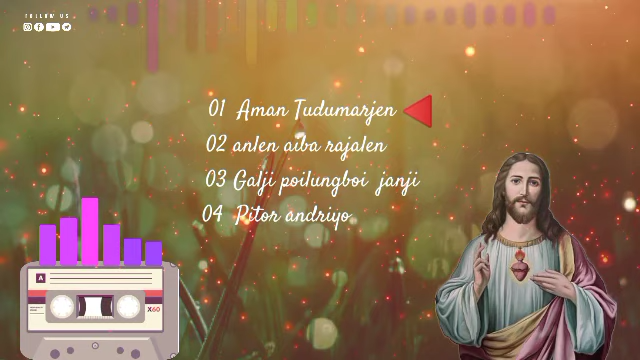 FOLLOW US
01 Aman Tudumarjen
02 anlen aiba rajalen
03 Galji poilungboi janji
04 Pitor andriyo
A
X60